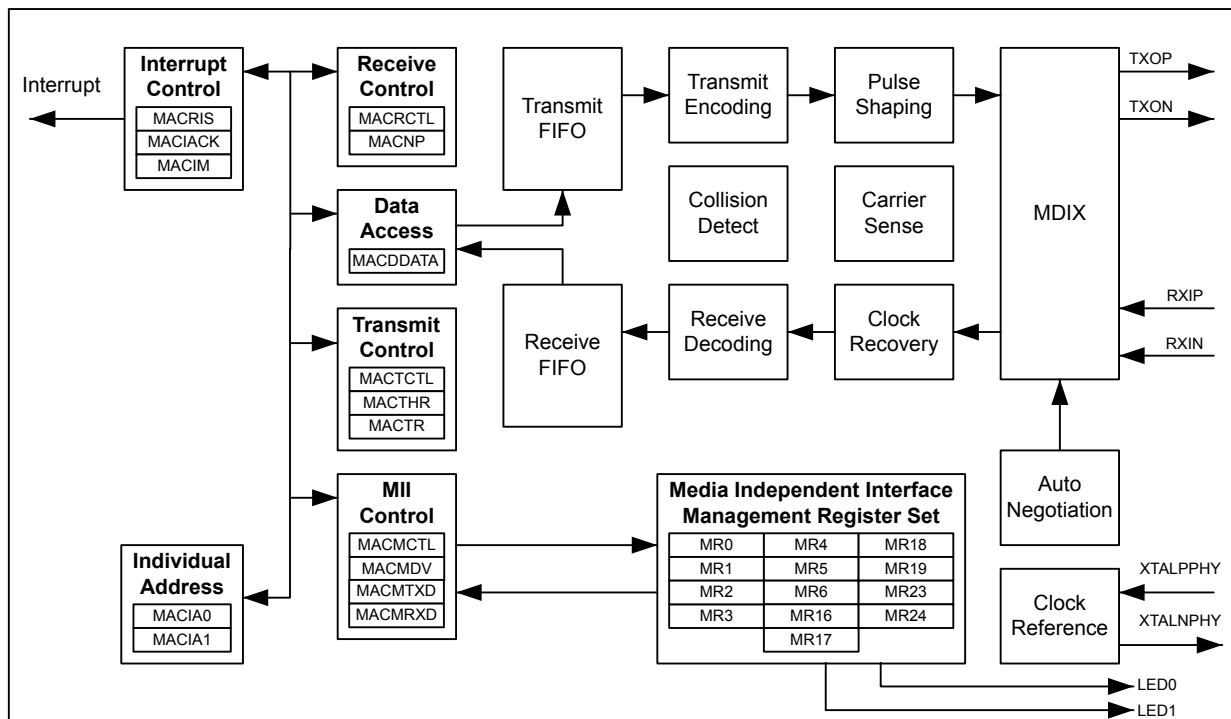 Interrupt
Interrupt
Control
MACRIS
MACIACK
MACIM
Receive
Control
MACRCTL
MACNP
Data
Access
MACDDATA
Transmit
Control
MACTCTL
MACTHR
MACTR
MII
Control
MACMCTL
MACMDV
MACMTXD
MACMRXD
Individual
Address
MACIA0
MACIA1
Transmit
FIFO
Transmit
Encoding
Pulse
Shaping
Collision
Detect
Carrier
Sense
Receive
FIFO
Receive
Decoding
Clock
Recovery
MDIX
TXOP
TXON
RXIP
RXIN
Auto
Negotiation
Media Independent Interface
Management Register Set
MR0 MR4 MR18
MR1 MR5 MR19
MR2 MR6 MR23
MR3 MR16 MR24
MR17
Clock
Reference
XTALPPHY
XTALNPHY
LED0
LED1